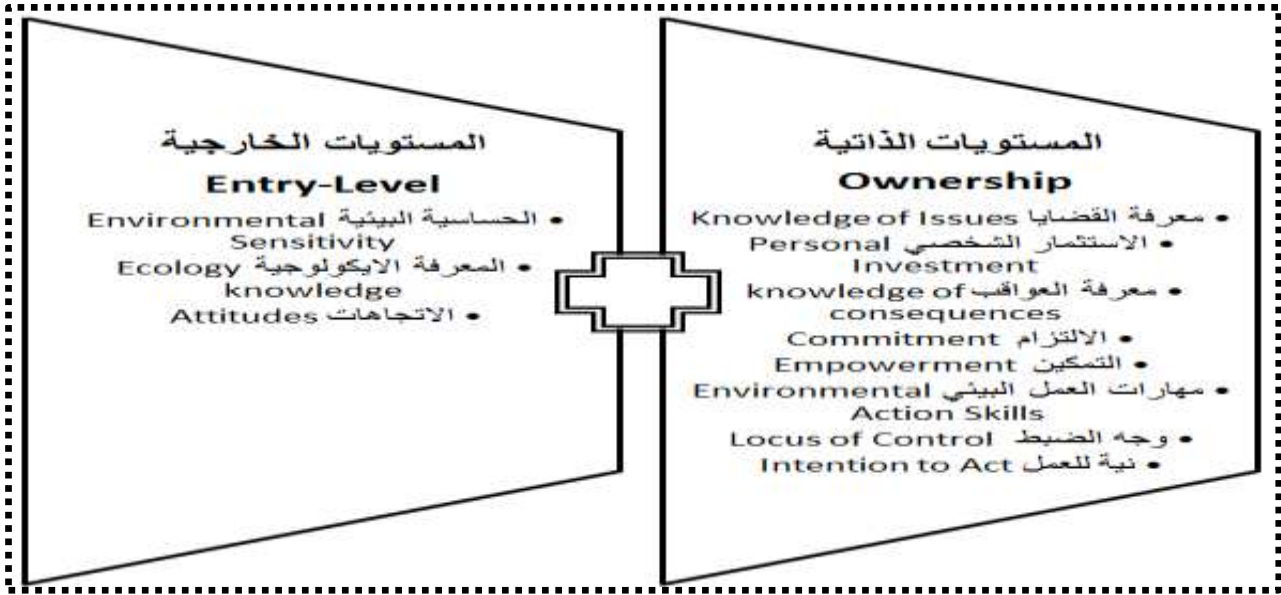 المستويات الذاتية
Ownership
• معرفة القضايا Knowledge of Issues
• الاستثمار الشخصي Personal
Investment
• معرفة العواقب knowledge of
consequences
• الالتزام Commitment
• التمكين Empowerment
• مهارات العمل البيئي Environmental
Action Skills
• وجه الضبط Locus of Control
• نية للعمل Intention to Act
المستويات الخارجية
Entry-Level
• الحساسية البيئية Environmental
Sensitivity
• المعرفة الايكولوجية Ecology
knowledge
• الاتجاهات Attitudes